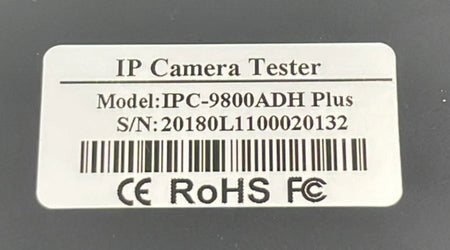 IP Camera Tester
Model:IPC-9800ADH Plus
S/N:20180L1100020132
CE RoHS FC